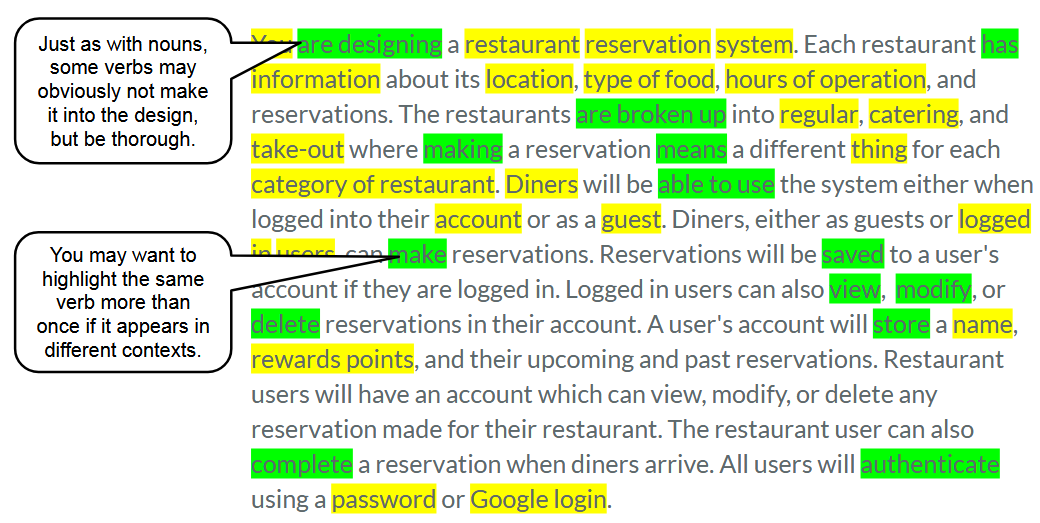 Just as with nouns,
some verbs may
obviously not make
it into the design,
but be thorough.
You may want to
highlight the same
verb more than
once if it appears in
different contexts.
You are designing a restaurant reservation system. Each restaurant has
information about its location, type of food, hours of operation, and
reservations. The restaurants are broken up into regular, catering, and
take-out where making a reservation means a different thing for each
category of restaurant. Diners will be able to use the system either when
logged into their account or as a guest. Diners, either as guests or logged
in users, can make reservations. Reservations will be saved to a user's
account if they are logged in. Logged in users can also view, modify, or
delete reservations in their account. A user's account will store a name,
rewards points, and their upcoming and past reservations. Restaurant
users will have an account which can view, modify, or delete any
reservation made for their restaurant. The restaurant user can also
complete a reservation when diners arrive. All users will authenticate
using a password or Google login.